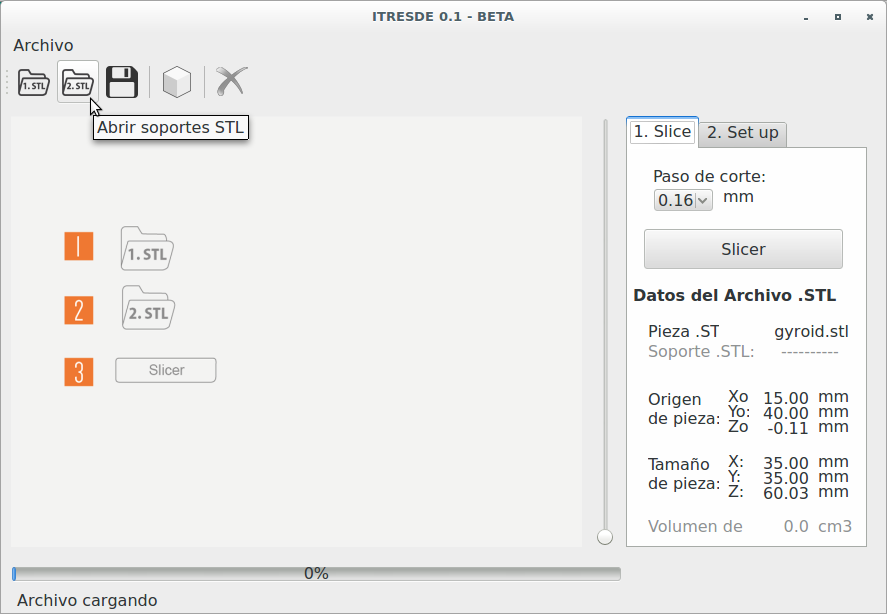 ITRESDE 0.1 - BETA
Archivo
1. STL
2. STL
Abrir soportes STL
1. Slice
2. Set up
Paso de corte:
0.16 mm
Slicer
Datos del Archivo .STL
Pieza .ST gyroid.stl
Soporte .STL: ----------
Origen de pieza:
Xo 15.00 mm
Yo: 40.00 mm
Zo -0.11 mm
Tamaño de pieza:
X: 35.00 mm
Y: 35.00 mm
Z: 60.03 mm
Volumen de 0.0 cm3
1 1. STL
2 2. STL
3 Slicer
0%
Archivo cargando